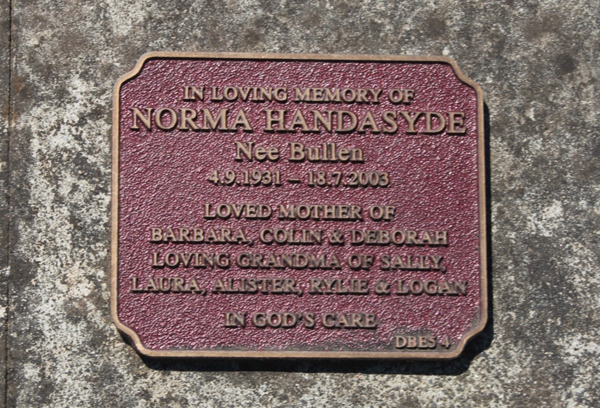 IN LOVING MEMORY OF
NORMA HANDASYDE
Nee Bullen
4.9.1931 – 18.7.2003
LOVED MOTHER OF
BARBARA, COLIN & DEBORAH
LOVING GRANDMA OF SALLY,
LAURA, ALISTER, RYLIE & LOGAN
IN GOD'S CARE
DBES 4